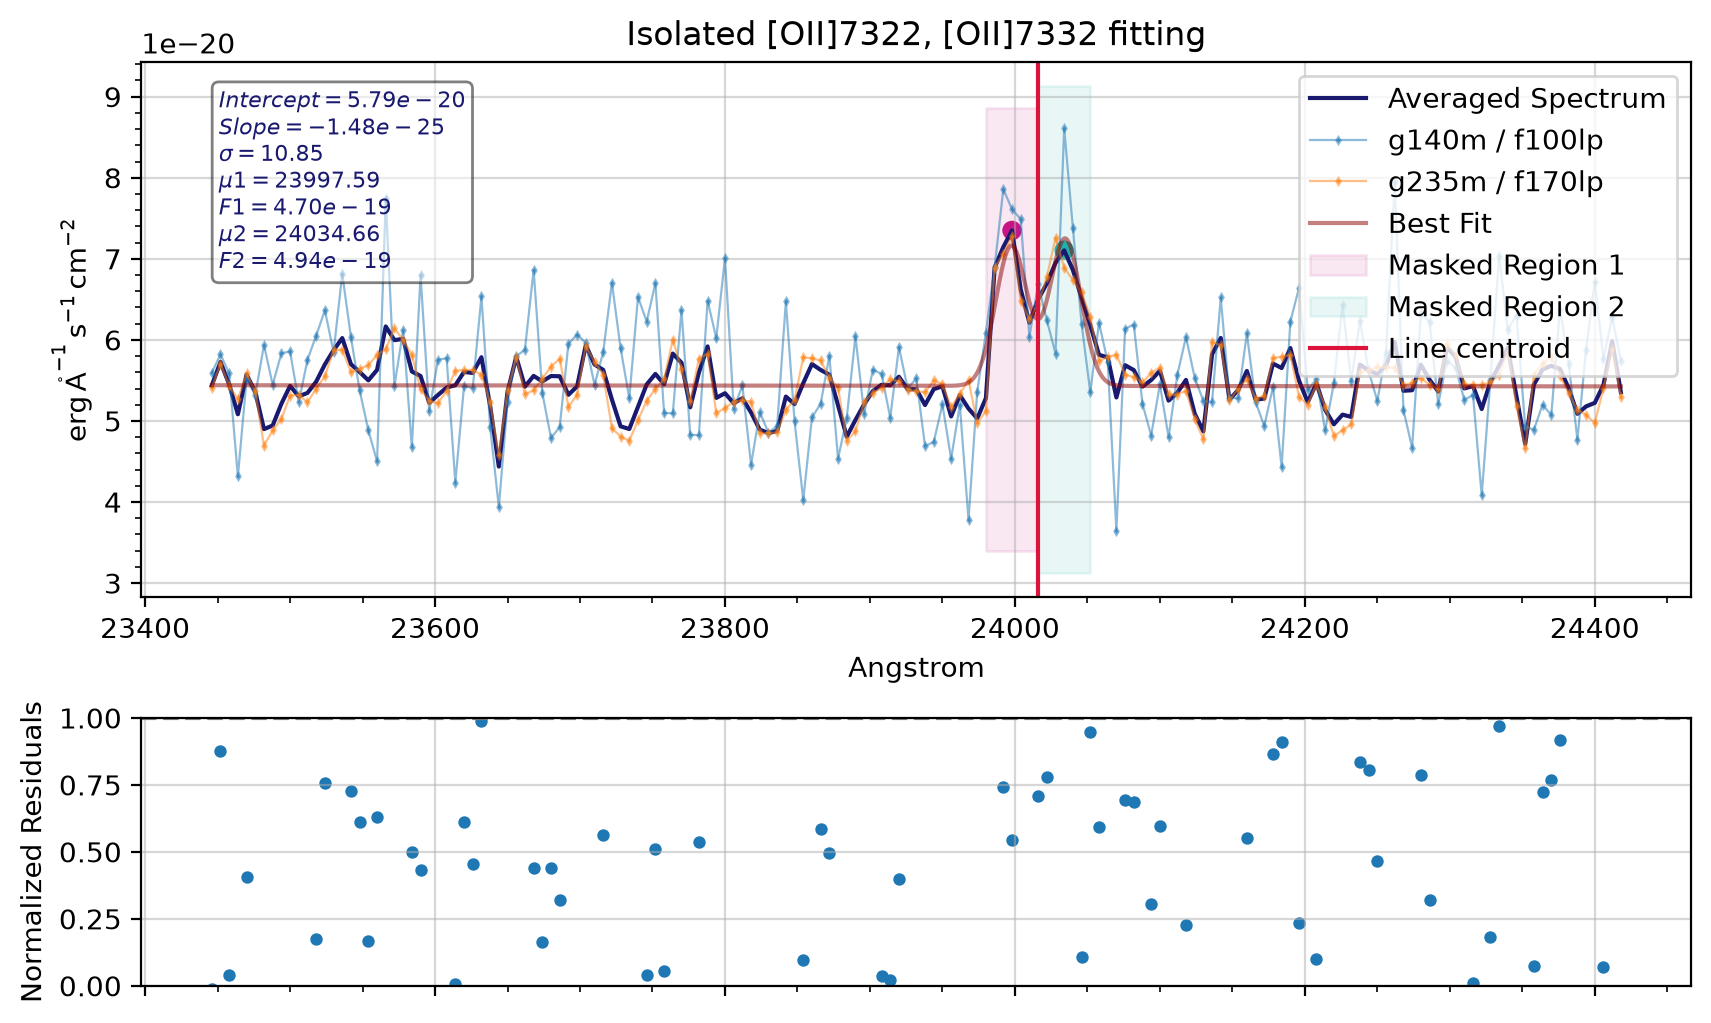 Isolated [OII]7322, [OII]7332 fitting
1e−20
Intercept = 5.79e − 20
Slope = −1.48e − 25
σ = 10.85
μ1 = 23997.59
F1 = 4.70e − 19
μ2 = 24034.66
F2 = 4.94e − 19
Averaged Spectrum
g140m / f100lp
g235m / f170lp
Best Fit
Masked Region 1
Masked Region 2
Line centroid
9
8
7
6
5
4
3
erg Å⁻¹ s⁻¹ cm⁻²
23400 23600 23800 24000 24200 24400
Angstrom
1.00
0.75
0.50
0.25
0.00
Normalized Residuals